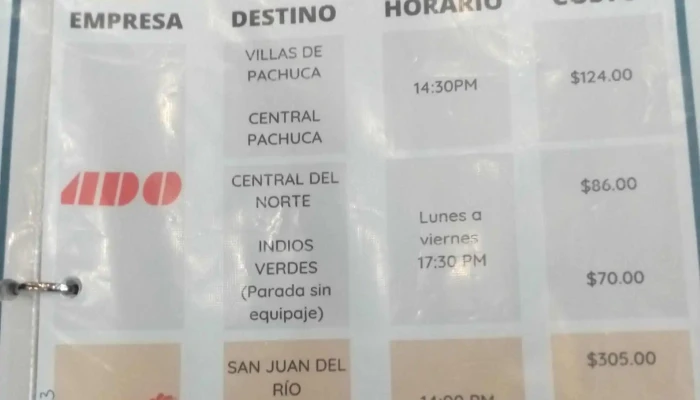 EMPRESA
DESTINO
HORARIO
VILLAS DE
PACHUCA
CENTRAL
PACHUCA
14:30PM
$124.00
ADO
CENTRAL DEL
NORTE
INDIOS
VERDES
(Parada sin
equipaje)
Lunes a
viernes
17:30 PM
$86.00
$70.00
SAN JUAN DEL
RÍO
$305.00
3